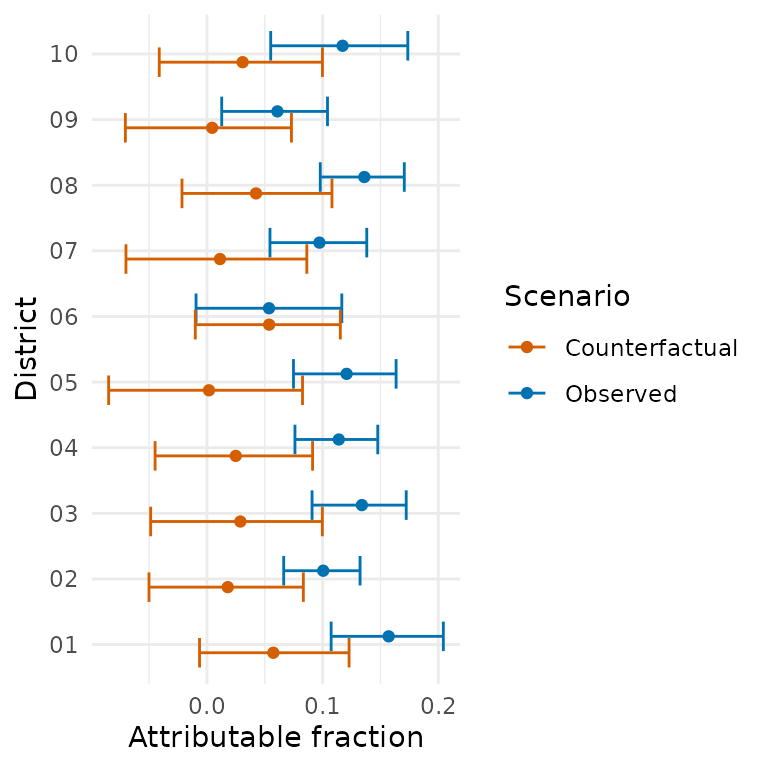 10
09
08
07
06
05
04
03
02
01
District
0.0 0.1 0.2
Attributable fraction
Scenario
Counterfactual
Observed